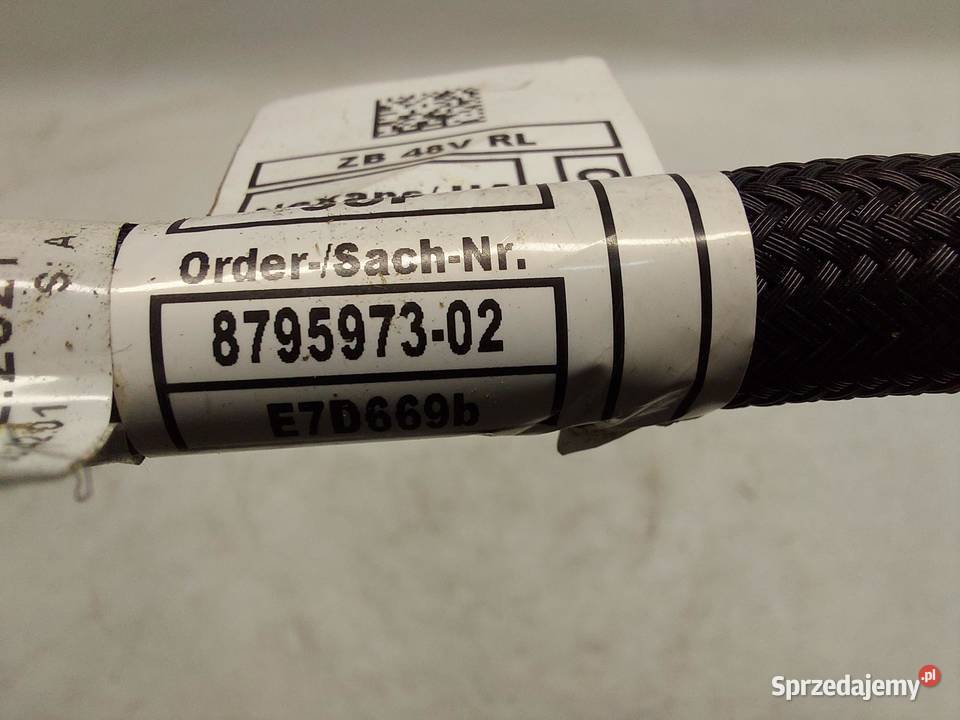 ZB 48V RL
Order-/Sach-Nr.
8795973-02
E7D669b
S. A
Sprzedajemy.pl